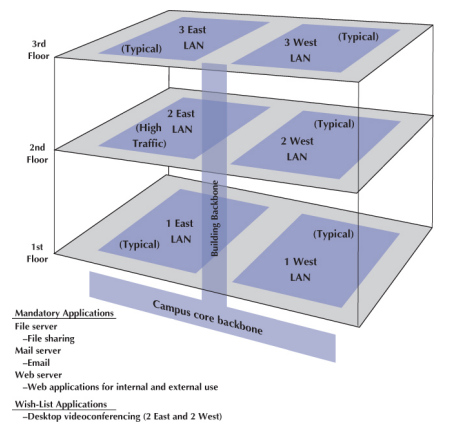 3rd
Floor
(Typical)
3 East
LAN
3 West
LAN
(Typical)
2nd
Floor
2 East
(High LAN
Traffic)
(Typical)
2 West
LAN
1st
Floor
1 East
(Typical) LAN
(Typical)
1 West
LAN
Building Backbone
Campus core backbone
Mandatory Applications
File server
–File sharing
Mail server
–Email
Web server
–Web applications for internal and external use
Wish-List Applications
–Desktop videoconferencing (2 East and 2 West)